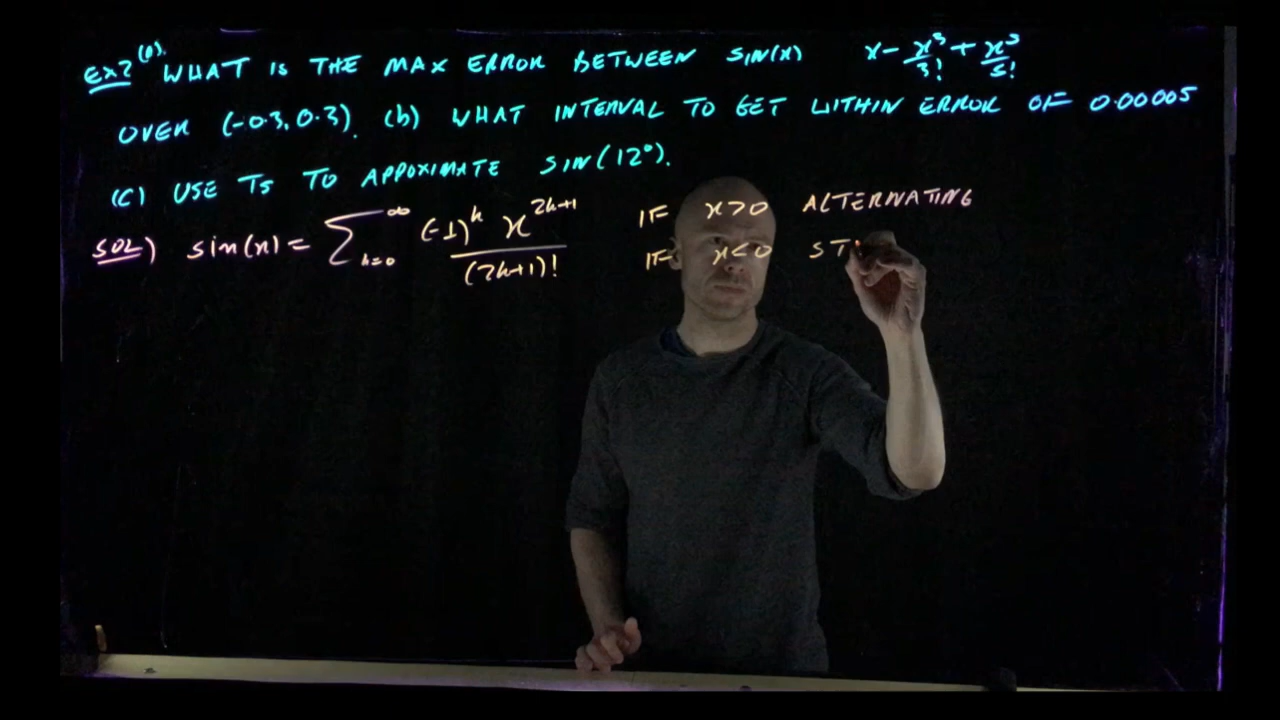 EX2 (a). WHAT IS THE MAX ERROR BETWEEN SIN(x) x - x³/3! + x⁵/5!
OVER (-0.3, 0.3). (b) WHAT INTERVAL TO GET WITHIN ERROR OF 0.00005
(C) USE T5 TO APPOXIMATE SIN(12°).
SOL) sin(x) = ∑_{k=0}^{∞} (-1)^k x^{2k+1} / (2k+1)! IF x>0 ALTERNATING
IF x<0 ST